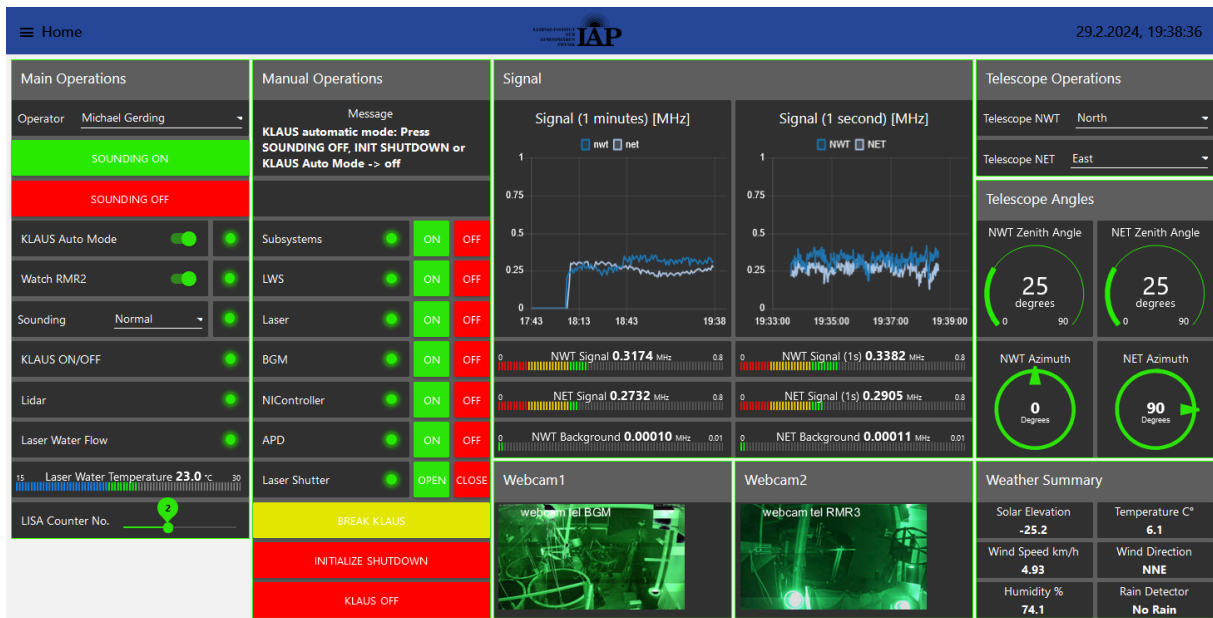 Home
LEIBNIZ-INSTITUT
FÜR
ATMOSPHÄREN
PHYSIK
IAP
29.2.2024, 19:38:36
Main Operations
Operator Michael Gerding
SOUNDING ON
SOUNDING OFF
KLAUS Auto Mode
Watch RMR2
Sounding Normal
KLAUS ON/OFF
Lidar
Laser Water Flow
15 Laser Water Temperature 23.0 °C 30
LISA Counter No. 2
Manual Operations
Message
KLAUS automatic mode: Press
SOUNDING OFF, INIT SHUTDOWN or
KLAUS Auto Mode -> off
Subsystems ON OFF
LWS ON OFF
Laser ON OFF
BGM ON OFF
NIController ON OFF
APD ON OFF
Laser Shutter OPEN CLOSE
BREAK KLAUS
INITIALIZE SHUTDOWN
KLAUS OFF
Signal
Signal (1 minutes) [MHz]
nwt net
1
0.75
0.5
0.25
0
17:43 18:13 18:43 19:38
Signal (1 second) [MHz]
NWT NET
1
0.75
0.5
0.25
0
19:33:00 19:35:00 19:37:00 19:39:00
0 NWT Signal 0.3174 MHz 0.8
0 NWT Signal (1s) 0.3382 MHz 0.8
0 NET Signal 0.2732 MHz 0.8
0 NET Signal (1s) 0.2905 MHz 0.8
0 NWT Background 0.00010 MHz 0.01
0 NET Background 0.00011 MHz 0.01
Webcam1
webcam tel BGM
Webcam2
webcam tel RMR3
Telescope Operations
Telescope NWT North
Telescope NET East
Telescope Angles
NWT Zenith Angle
25
degrees
0 90
NET Zenith Angle
25
degrees
0 90
NWT Azimuth
0
Degrees
NET Azimuth
90
Degrees
Weather Summary
Solar Elevation
-25.2
Temperature C°
6.1
Wind Speed km/h
4.93
Wind Direction
NNE
Humidity %
74.1
Rain Detector
No Rain